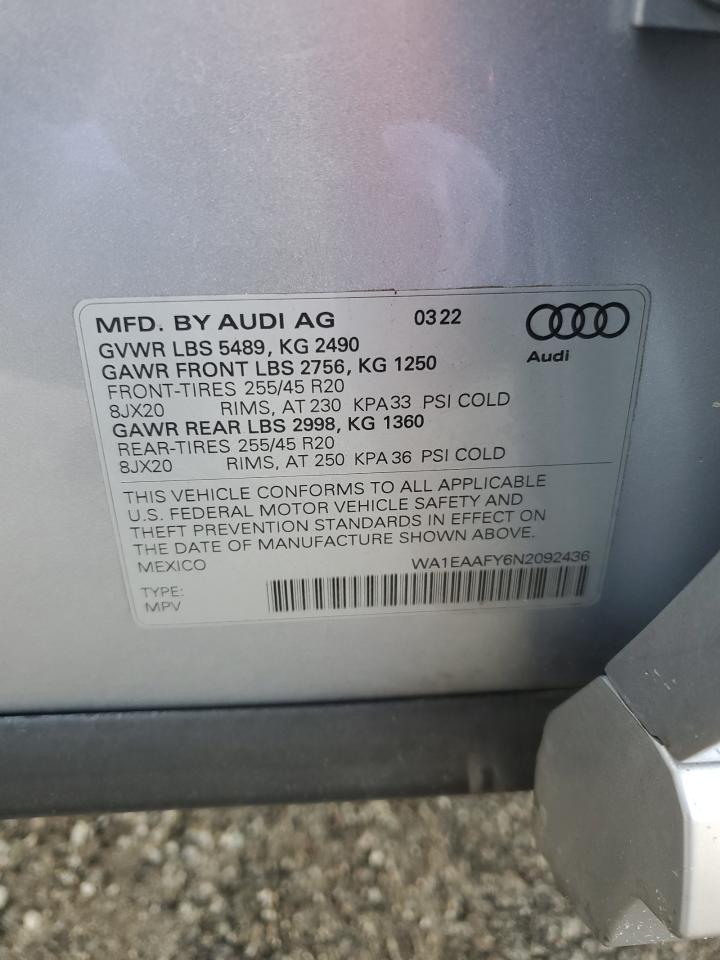 MFD. BY AUDI AG 03 22
Audi
GVWR LBS 5489, KG 2490
GAWR FRONT LBS 2756, KG 1250
FRONT-TIRES 255/45 R20
8JX20 RIMS, AT 230 KPA 33 PSI COLD
GAWR REAR LBS 2998, KG 1360
REAR-TIRES 255/45 R20
8JX20 RIMS, AT 250 KPA 36 PSI COLD
THIS VEHICLE CONFORMS TO ALL APPLICABLE
U.S. FEDERAL MOTOR VEHICLE SAFETY AND
THEFT PREVENTION STANDARDS IN EFFECT ON
THE DATE OF MANUFACTURE SHOWN ABOVE.
MEXICO WA1EAAFY6N2092436
TYPE:
MPV